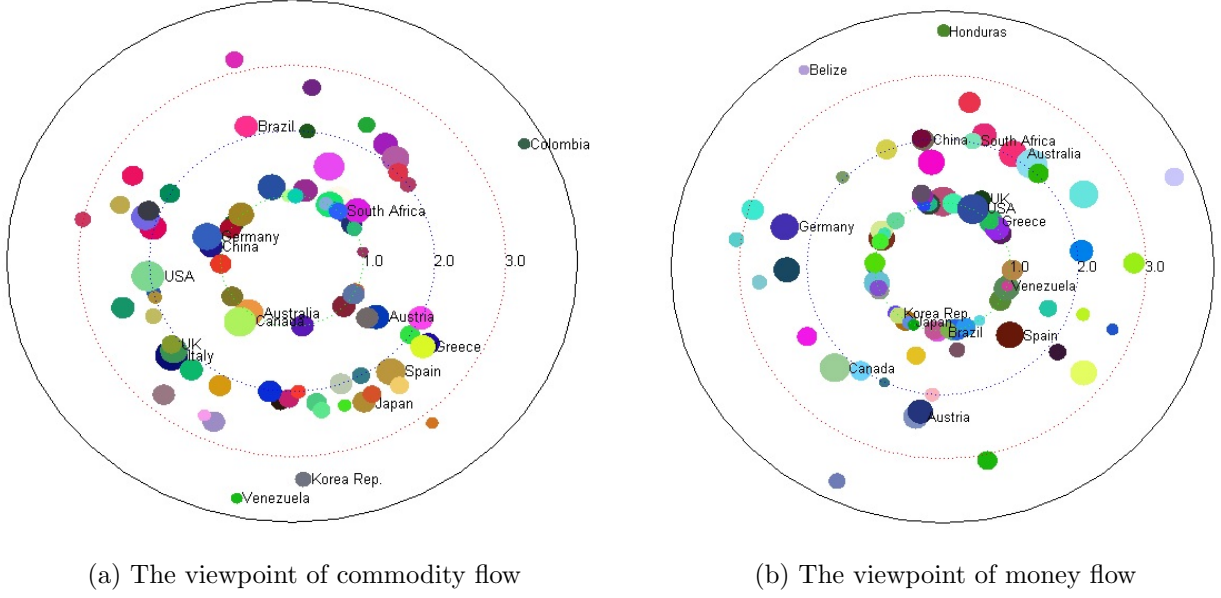 Brazil
Colombia
South Africa
Germany
China
1.0 2.0 3.0
USA
Australia
Canada
Austria
UK
Italy
Greece
Spain
Japan
Korea Rep.
Venezuela
(a) The viewpoint of commodity flow
Honduras
Belize
China
South Africa
Australia
UK
USA
Greece
Germany
1.0 2.0 3.0
Venezuela
Korea Rep.
Japan
Brazil
Spain
Canada
Austria
(b) The viewpoint of money flow